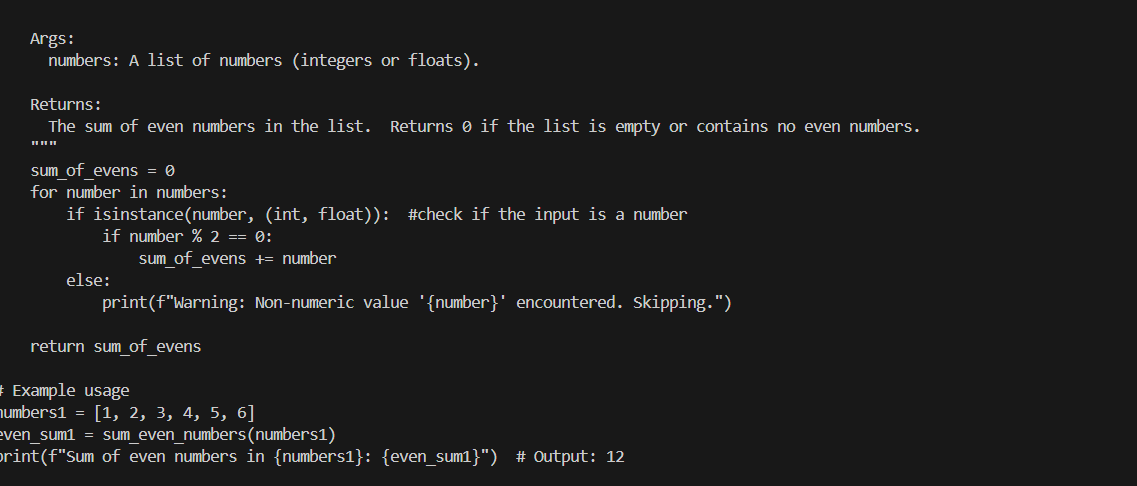 Args:
numbers: A list of numbers (integers or floats).
Returns:
The sum of even numbers in the list.  Returns 0 if the list is empty or contains no even numbers.
"""
sum_of_evens = 0
for number in numbers:
if isinstance(number, (int, float)):  #check if the input is a number
if number % 2 == 0:
sum_of_evens += number
else:
print(f"Warning: Non-numeric value '{number}' encountered. Skipping.")
return sum_of_evens
# Example usage
numbers1 = [1, 2, 3, 4, 5, 6]
even_sum1 = sum_even_numbers(numbers1)
print(f"Sum of even numbers in {numbers1}: {even_sum1}")  # Output: 12